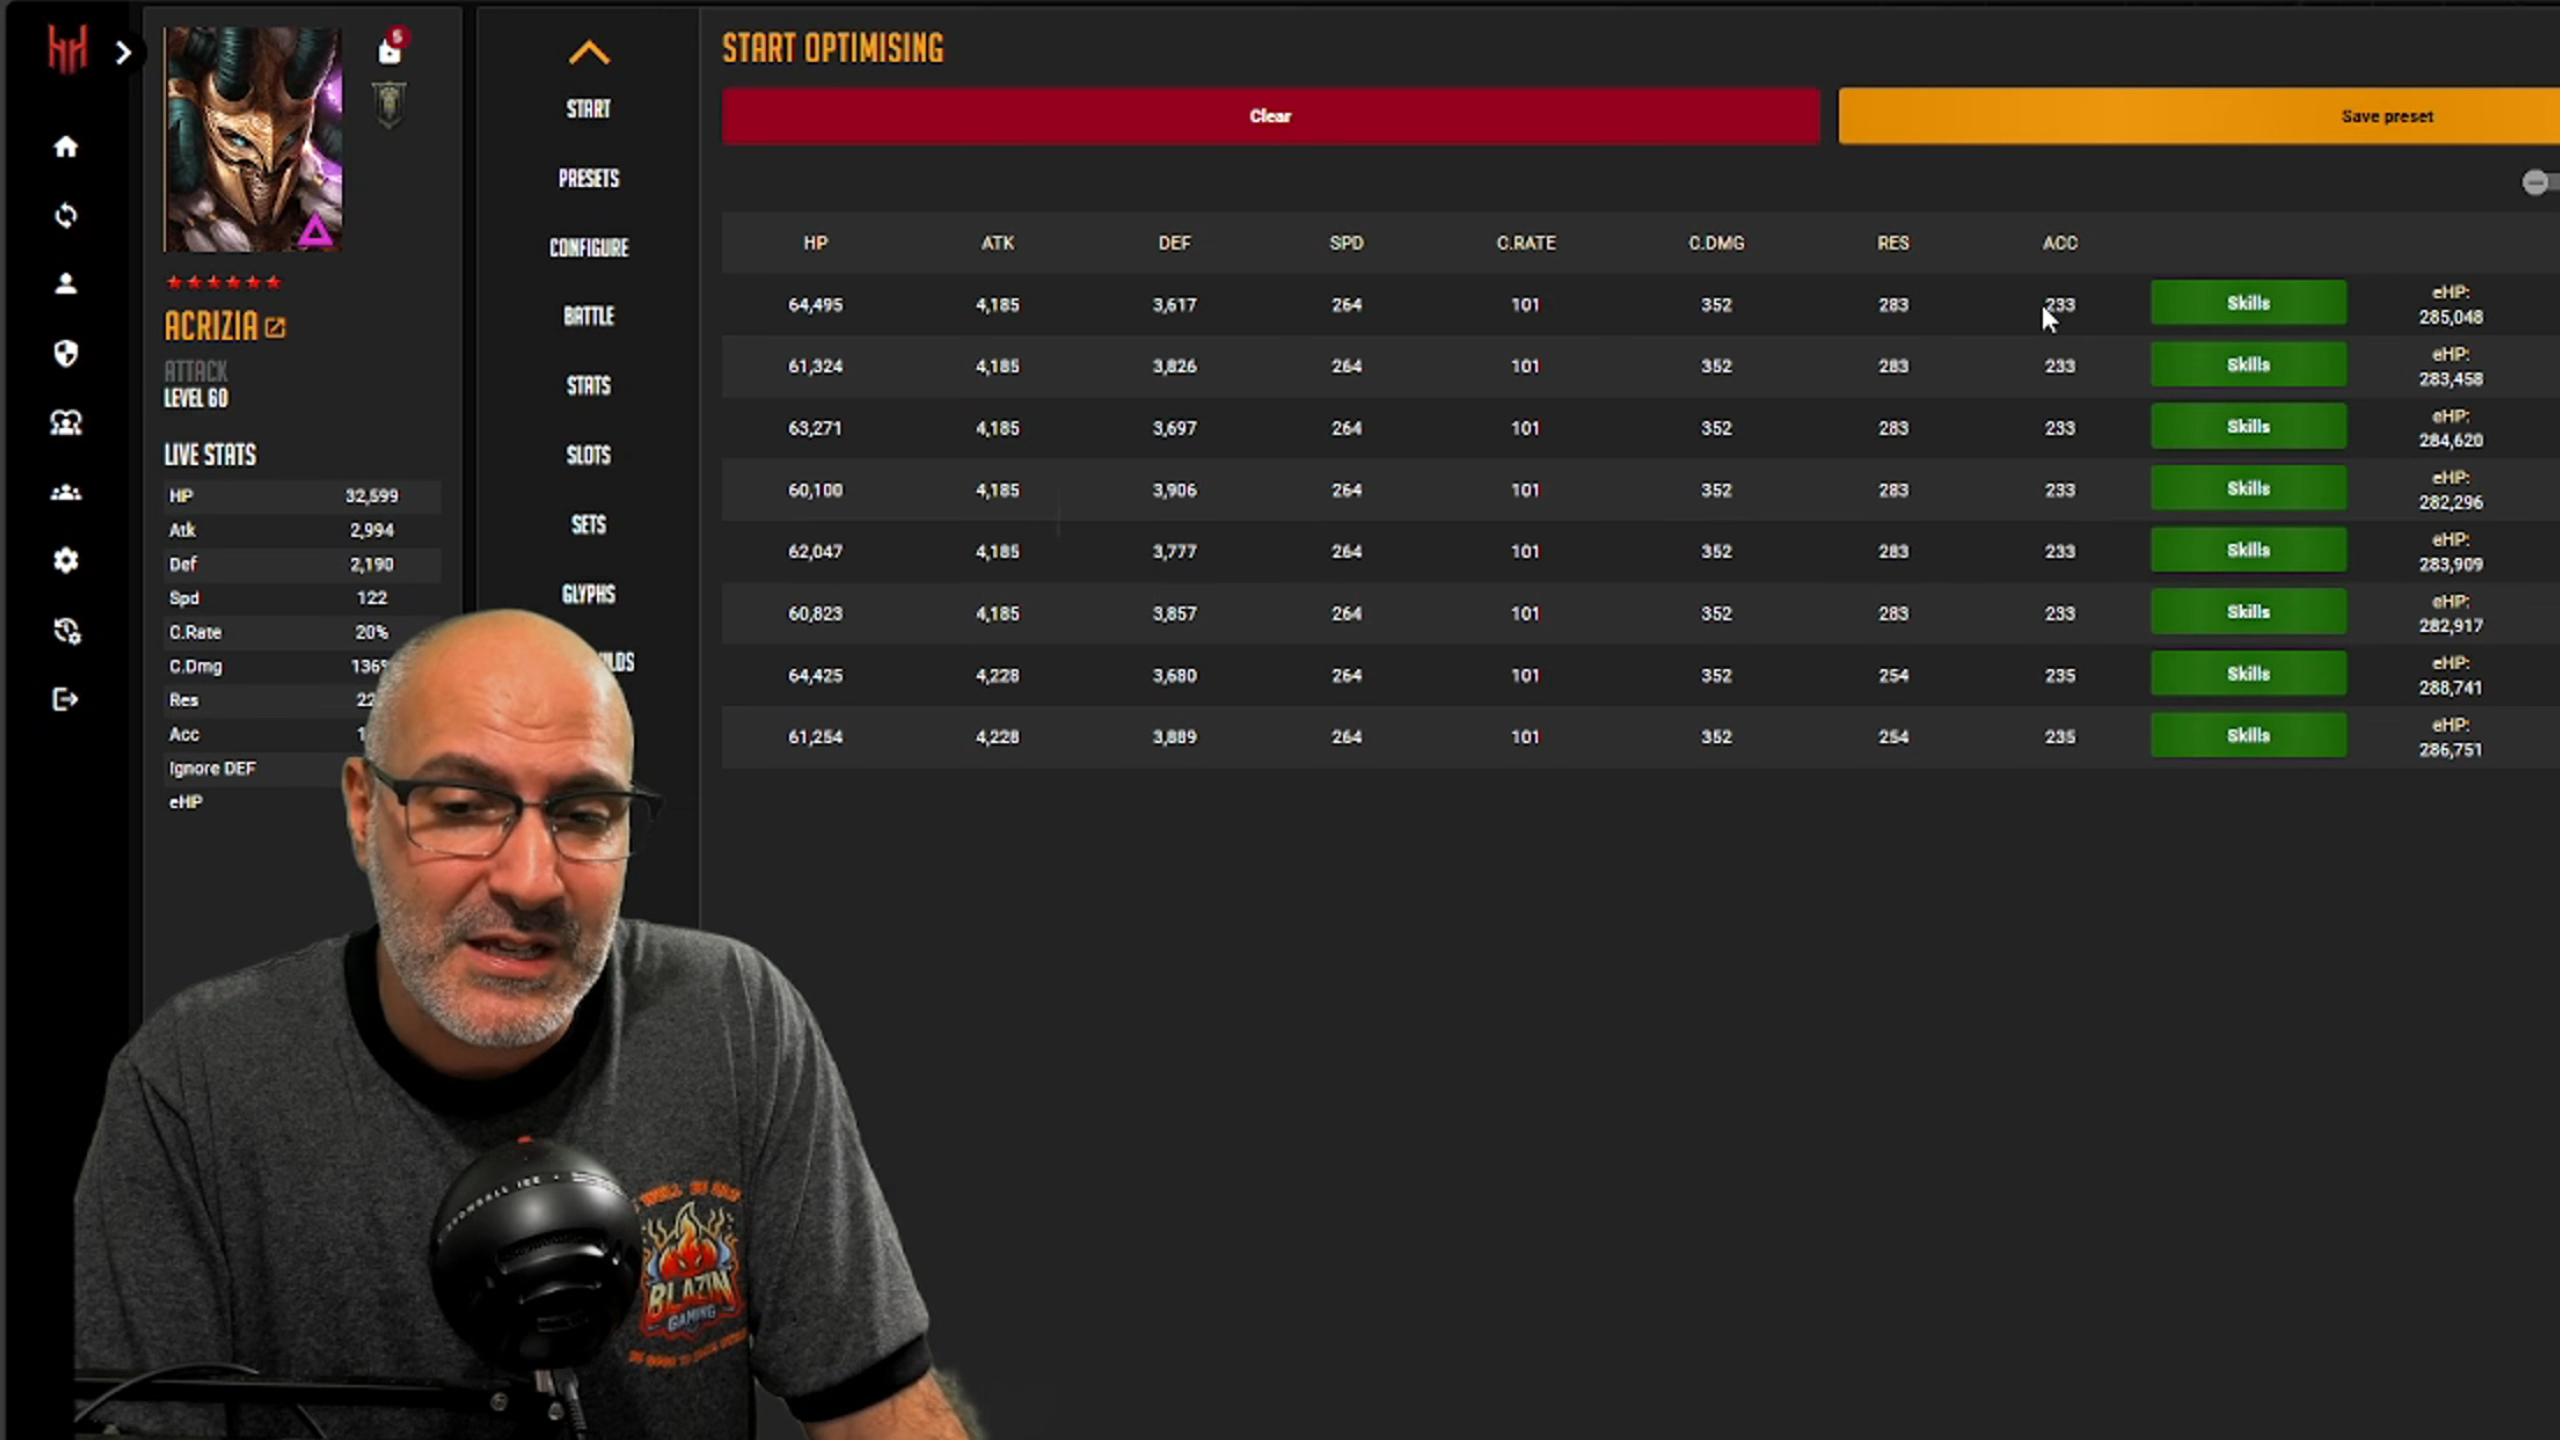 5
ACRIZIA
ATTACK
LEVEL 60
LIVE STATS
HP 32,599
Atk 2,994
Def 2,190
Spd 122
C.Rate 20%
C.Dmg 136%
Res
Acc
Ignore DEF
eHP
START
PRESETS
CONFIGURE
BATTLE
STATS
SLOTS
SETS
GLYPHS
START OPTIMISING
Clear
Save preset
HP ATK DEF SPD C.RATE C.DMG RES ACC
64,495 4,185 3,617 264 101 352 283 233 Skills eHP: 285,048
61,324 4,185 3,826 264 101 352 283 233 Skills eHP: 283,458
63,271 4,185 3,697 264 101 352 283 233 Skills eHP: 284,620
60,100 4,185 3,906 264 101 352 283 233 Skills eHP: 282,296
62,047 4,185 3,777 264 101 352 283 233 Skills eHP: 283,909
60,823 4,185 3,857 264 101 352 283 233 Skills eHP: 282,917
64,425 4,228 3,680 264 101 352 254 235 Skills eHP: 288,741
61,254 4,228 3,889 264 101 352 254 235 Skills eHP: 286,751
BLAZIN
GAMING